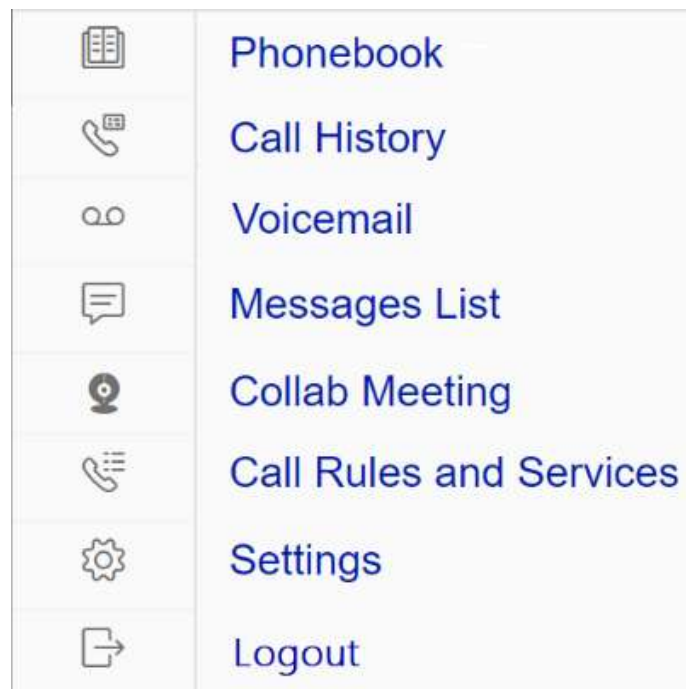 Phonebook
Call History
Voicemail
Messages List
Collab Meeting
Call Rules and Services
Settings
Logout